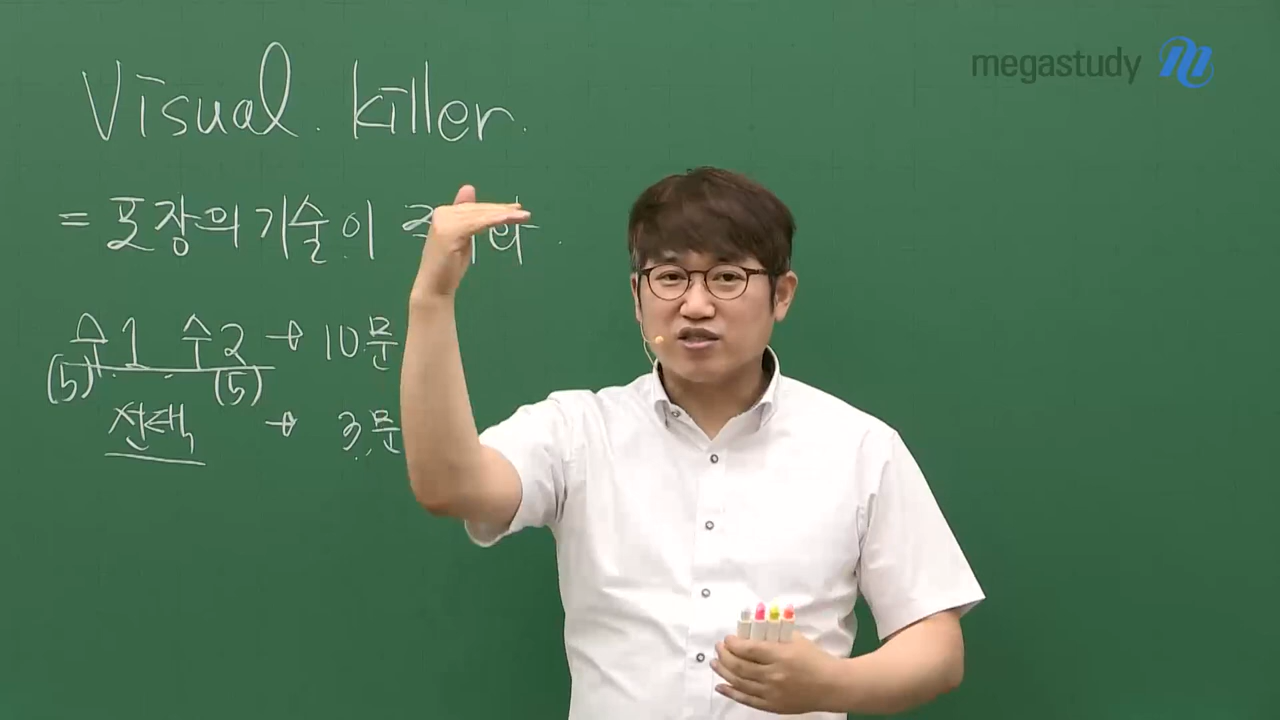 megastudy
Visual killer.
= 포장의 기술이
수1 수2 → 10문
(5) (5)
선택 → 3문